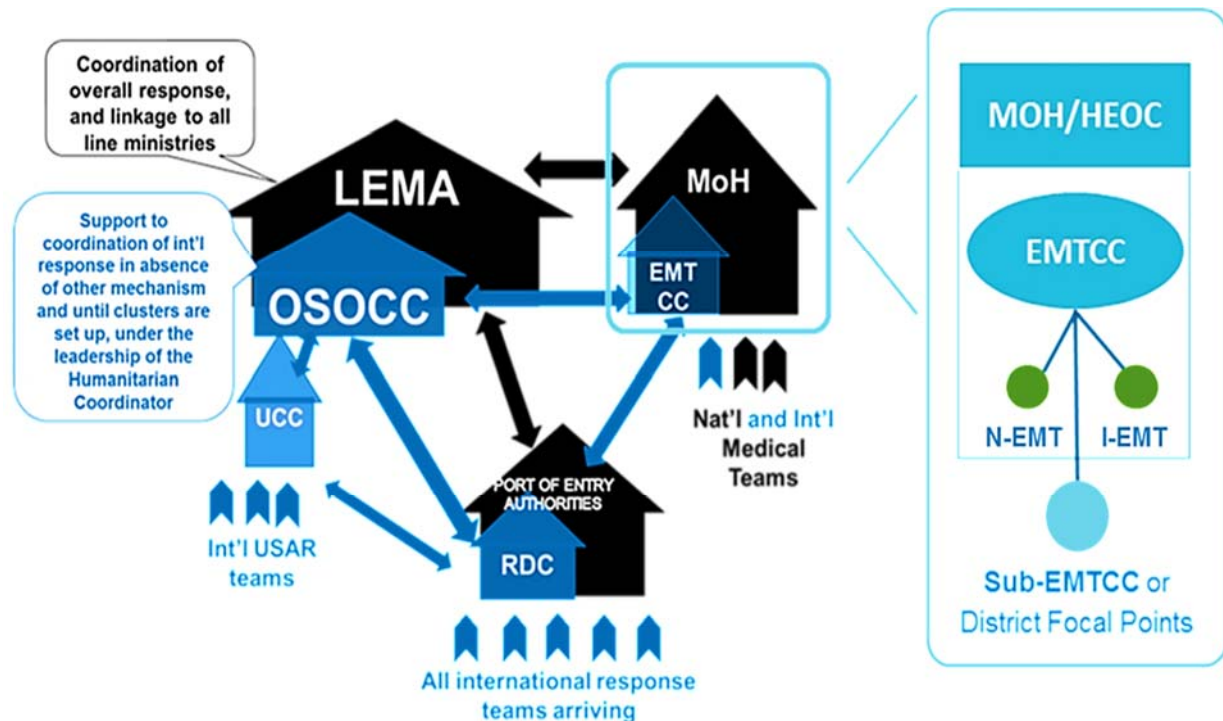 Coordination of
overall response,
and linkage to all
line ministries
LEMA
MoH
Support to
coordination of int'l
response in absence
of other mechanism
and until clusters are
set up, under the
leadership of the
Humanitarian
Coordinator
OSOCC
EMT
CC
UCC
Int'l USAR
teams
Nat'l and Int'l
Medical
Teams
PORT OF ENTRY
AUTHORITIES
RDC
All international response
teams arriving
MOH/HEOC
EMTCC
N-EMT
I-EMT
Sub-EMTCC or
District Focal Points